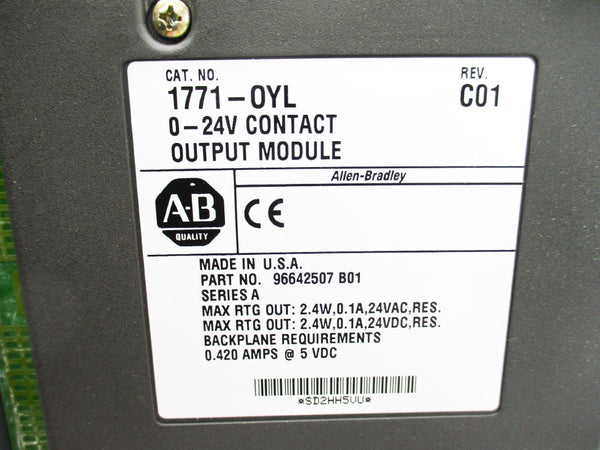 CAT. NO.
1771-OYL
REV.
C01
0-24V CONTACT
OUTPUT MODULE
Allen-Bradley
A-B
QUALITY
CE
MADE IN U.S.A.
PART NO. 96642507 B01
SERIES A
MAX RTG OUT: 2.4W,0.1A,24VAC,RES.
MAX RTG OUT: 2.4W,0.1A,24VDC,RES.
BACKPLANE REQUIREMENTS
0.420 AMPS @ 5 VDC
*SD2HH5VU*